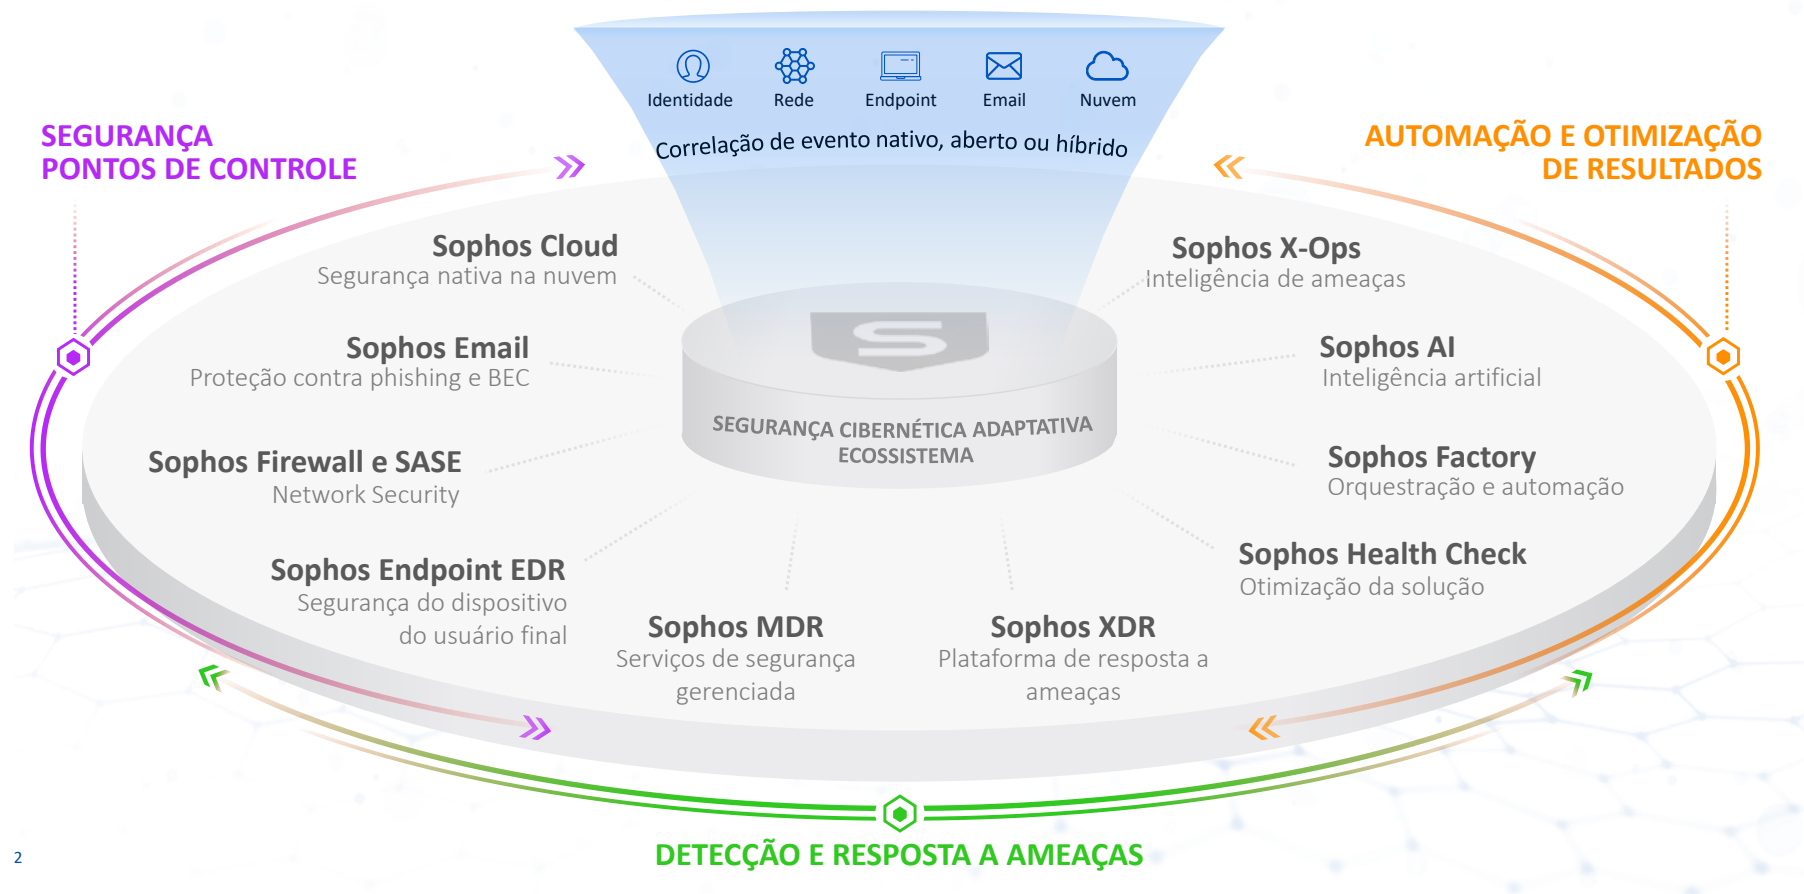 Identidade
Rede
Endpoint
Email
Nuvem
Correlação de evento nativo, aberto ou híbrido
SEGURANÇA
PONTOS DE CONTROLE
AUTOMAÇÃO E OTIMIZAÇÃO
DE RESULTADOS
Sophos Cloud
Segurança nativa na nuvem
Sophos Email
Proteção contra phishing e BEC
Sophos Firewall e SASE
Network Security
Sophos Endpoint EDR
Segurança do dispositivo
do usuário final
Sophos MDR
Serviços de segurança
gerenciada
Sophos XDR
Plataforma de resposta a
ameaças
Sophos X-Ops
Inteligência de ameaças
Sophos AI
Inteligência artificial
Sophos Factory
Orquestração e automação
Sophos Health Check
Otimização da solução
S
SEGURANÇA CIBERNÉTICA ADAPTATIVA
ECOSSISTEMA
DETECÇÃO E RESPOSTA A AMEAÇAS
2